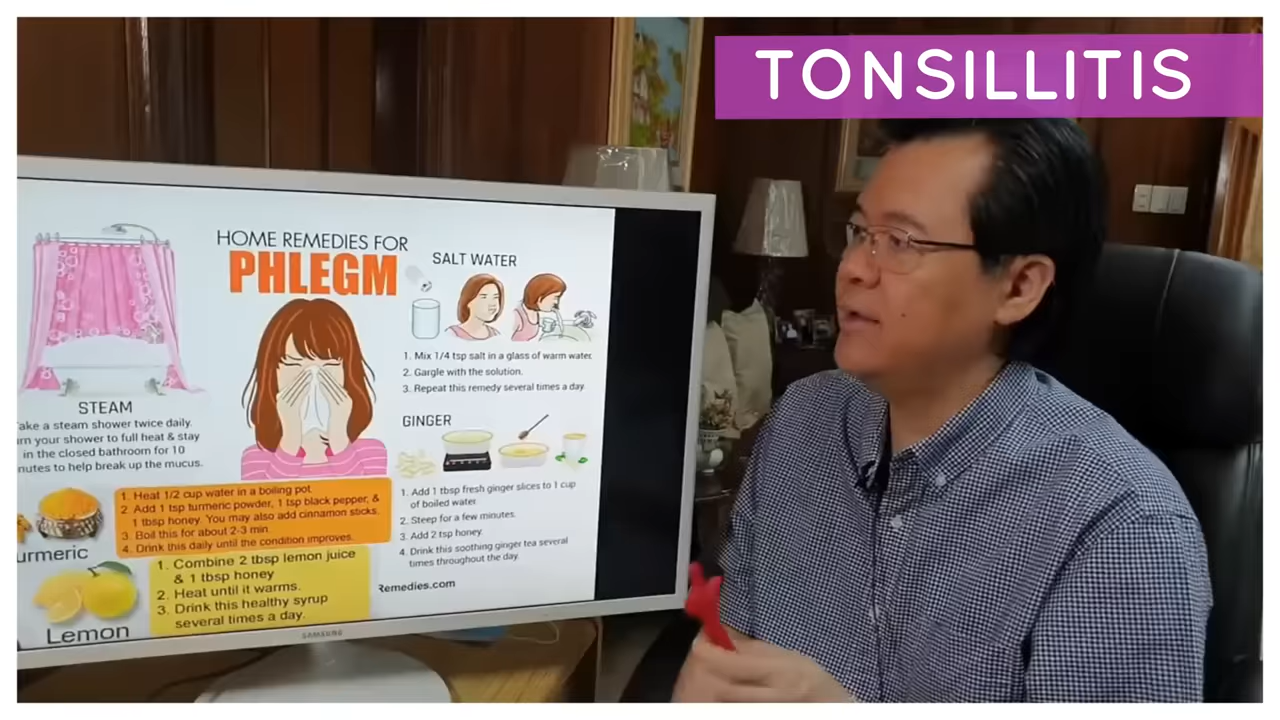 TONSILLITIS
HOME REMEDIES FOR
PHLEGM
STEAM
ake a steam shower twice daily.
rn your shower to full heat & stay
in the closed bathroom for 10
nutes to help break up the mucus.
SALT WATER
1. Mix 1/4 tsp salt in a glass of warm water.
2. Gargle with the solution.
3. Repeat this remedy several times a day.
GINGER
1. Add 1 tbsp fresh ginger slices to 1 cup
of boiled water.
2. Steep for a few minutes.
3. Add 2 tsp honey.
4. Drink this soothing ginger tea several
times throughout the day.
urmeric
1. Heat 1/2 cup water in a boiling pot.
2. Add 1 tsp turmeric powder, 1 tsp black pepper, &
1 tbsp honey. You may also add cinnamon sticks.
3. Boil this for about 2-3 min.
4. Drink this daily until the condition improves.
Lemon
1. Combine 2 tbsp lemon juice
& 1 tbsp honey
2. Heat until it warms.
3. Drink this healthy syrup
several times a day.
Remedies.com
SAMSUNG